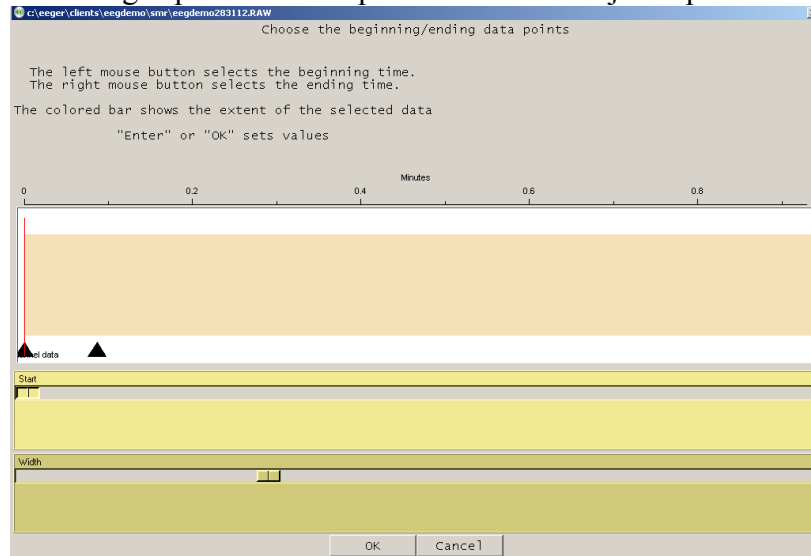 c:\eeger\clients\eegdemo\smr\eegdemo283112.RAW
Choose the beginning/ending data points
The left mouse button selects the beginning time.
The right mouse button selects the ending time.
The colored bar shows the extent of the selected data
"Enter" or "OK" sets values
Minutes
0 0.2 0.4 0.6 0.8
data
Start
Width
OK Cancel